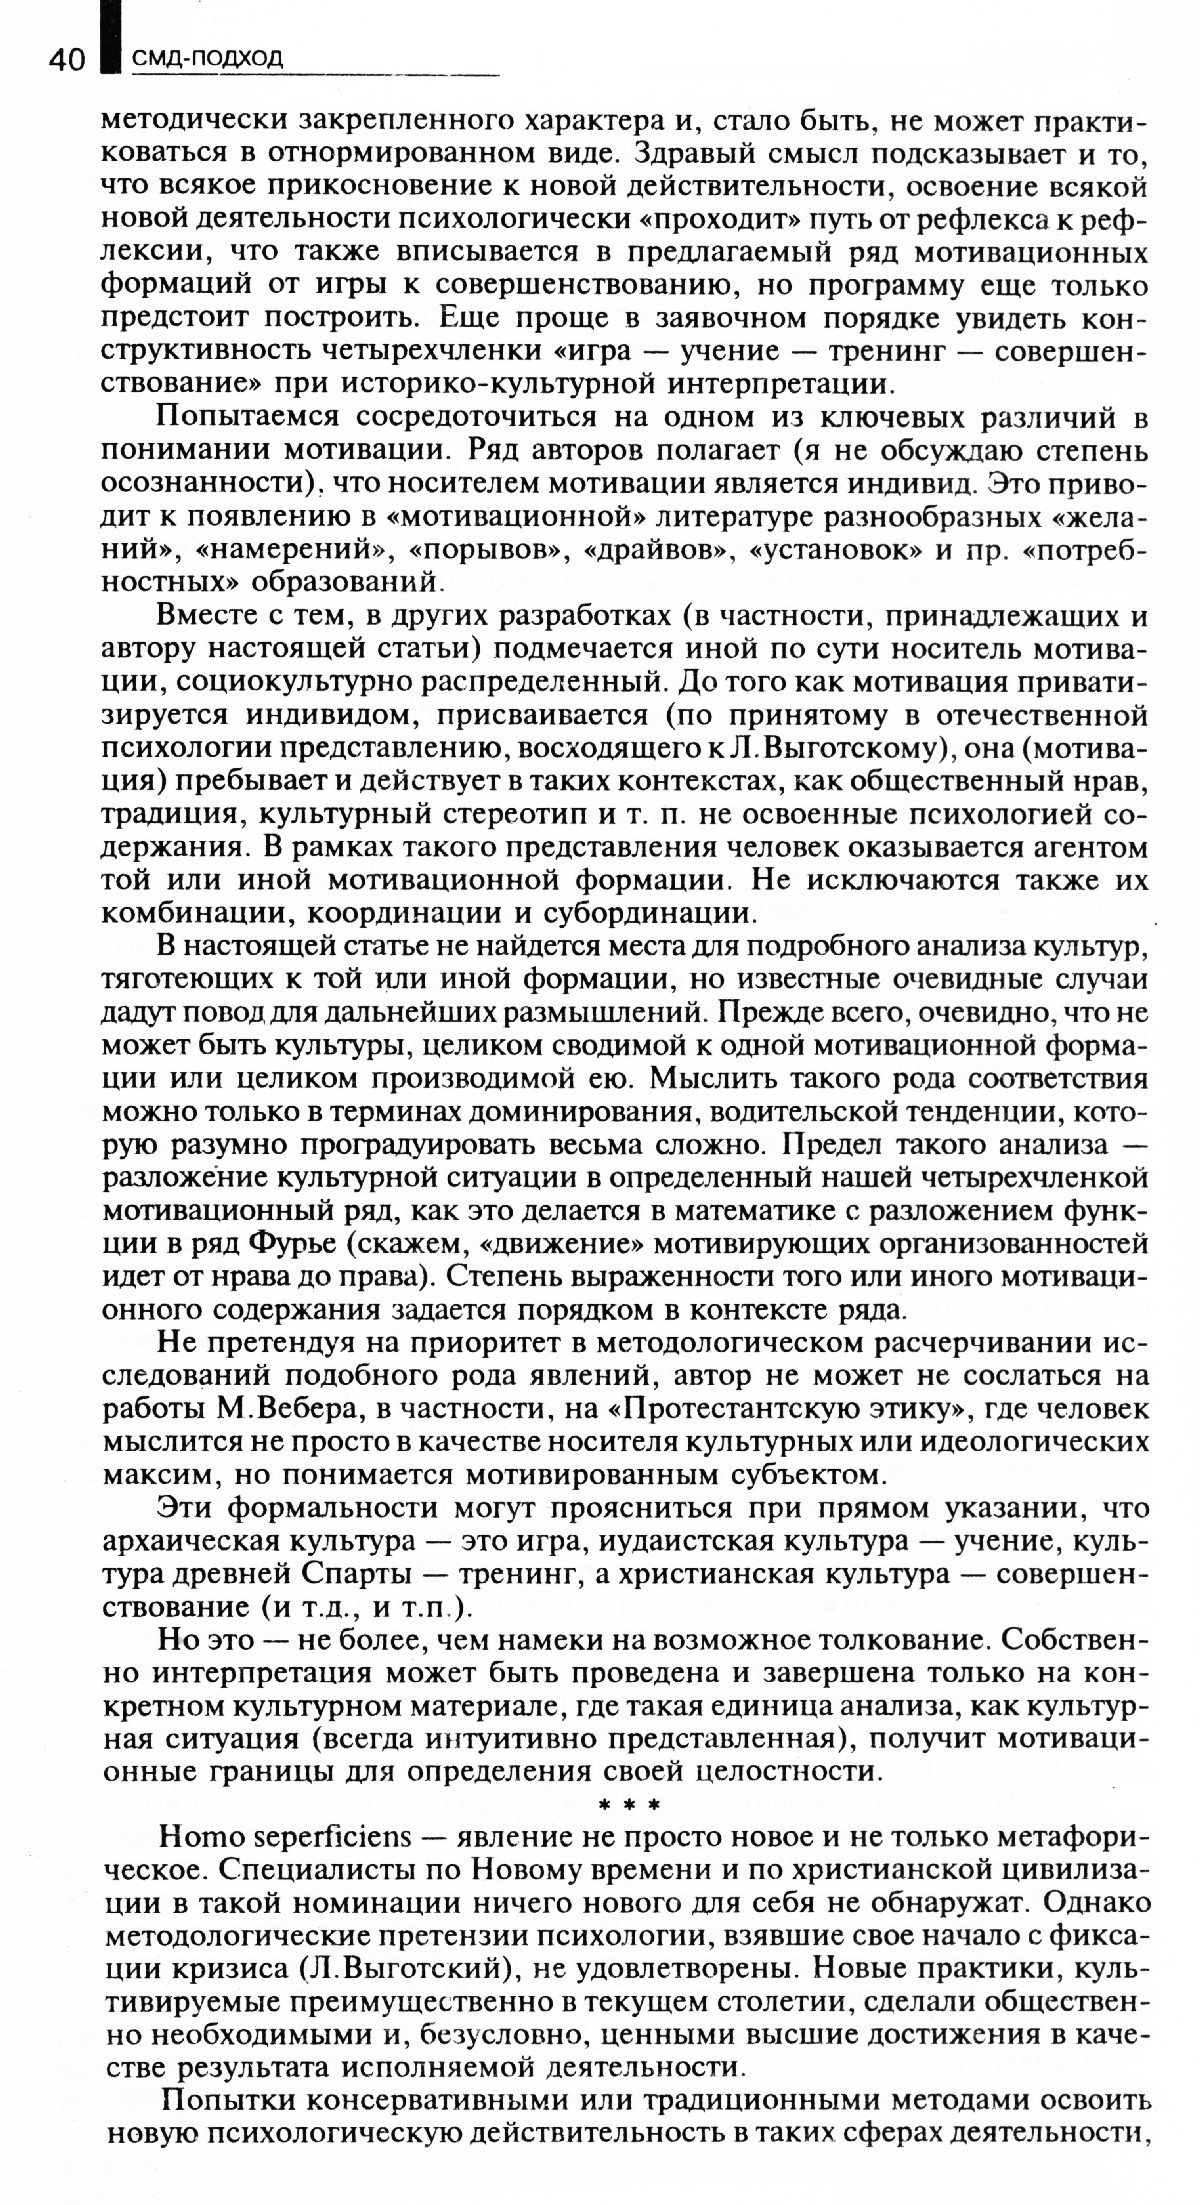 40 СМД-ПОДХОД
методически закрепленного характера и, стало быть, не может практи-
коваться в отнормированном виде. Здравый смысл подсказывает и то,
что всякое прикосновение к новой действительности, освоение всякой
новой деятельности психологически «проходит» путь от рефлекса к реф-
лексии, что также вписывается в предлагаемый ряд мотивационных
формаций от игры к совершенствованию, но программу еще только
предстоит построить. Еще проще в заявочном порядке увидеть кон-
структивность четырехчленки «игра — учение — тренинг — совершен-
ствование» при историко-культурной интерпретации.
Попытаемся сосредоточиться на одном из ключевых различий в
понимании мотивации. Ряд авторов полагает (я не обсуждаю степень
осознанности), что носителем мотивации является индивид. Это приво-
дит к появлению в «мотивационной» литературе разнообразных «жела-
ний», «намерений», «порывов», «драйвов», «установок» и пр. «потреб-
ностных» образований.
Вместе с тем, в других разработках (в частности, принадлежащих и
автору настоящей статьи) подмечается иной по сути носитель мотива-
ции, социокультурно распределенный. До того как мотивация привати-
зируется индивидом, присваивается (по принятому в отечественной
психологии представлению, восходящего к Л.Выготскому), она (мотива-
ция) пребывает и действует в таких контекстах, как общественный нрав,
традиция, культурный стереотип и т. п. не освоенные психологией со-
держания. В рамках такого представления человек оказывается агентом
той или иной мотивационной формации. Не исключаются также их
комбинации, координации и субординации.
В настоящей статье не найдется места для подробного анализа культур,
тяготеющих к той или иной формации, но известные очевидные случаи
дадут повод для дальнейших размышлений. Прежде всего, очевидно, что не
может быть культуры, целиком сводимой к одной мотивационной форма-
ции или целиком производимой ею. Мыслить такого рода соответствия
можно только в терминах доминирования, водительской тенденции, кото-
рую разумно проградуировать весьма сложно. Предел такого анализа —
разложение культурной ситуации в определенный нашей четырехчленкой
мотивационный ряд, как это делается в математике с разложением функ-
ции в ряд Фурье (скажем, «движение» мотивирующих организованностей
идет от нрава до права). Степень выраженности того или иного мотиваци-
онного содержания задается порядком в контексте ряда.
Не претендуя на приоритет в методологическом расчерчивании ис-
следований подобного рода явлений, автор не может не сослаться на
работы М.Вебера, в частности, на «Протестантскую этику», где человек
мыслится не просто в качестве носителя культурных или идеологических
максим, но понимается мотивированным субъектом.
Эти формальности могут проясниться при прямом указании, что
архаическая культура — это игра, иудаистская культура — учение, куль-
тура древней Спарты — тренинг, а христианская культура — совершен-
ствование (и т.д., и т.п.).
Но это — не более, чем намеки на возможное толкование. Собствен-
но интерпретация может быть проведена и завершена только на кон-
кретном культурном материале, где такая единица анализа, как культур-
ная ситуация (всегда интуитивно представленная), получит мотиваци-
онные границы для определения своей целостности.
* * *
Homo seperficiens — явление не просто новое и не только метафори-
ческое. Специалисты по Новому времени и по христианской цивилиза-
ции в такой номинации ничего нового для себя не обнаружат. Однако
методологические претензии психологии, взявшие свое начало с фикса-
ции кризиса (Л.Выготский), не удовлетворены. Новые практики, куль-
тивируемые преимущественно в текущем столетии, сделали обществен-
но необходимыми и, безусловно, ценными высшие достижения в каче-
стве результата исполняемой деятельности.
Попытки консервативными или традиционными методами освоить
новую психологическую действительность в таких сферах деятельности,